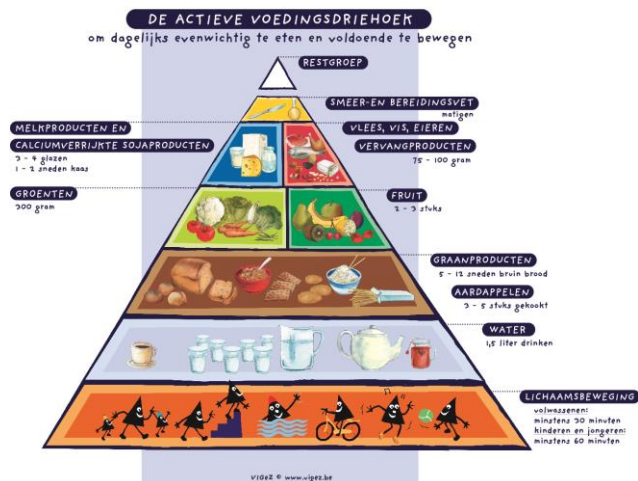 DE ACTIEVE VOEDINGSDRIEHOEK
om dagelijks evenwichtig te eten en voldoende te bewegen
RESTGROEP
SMEER-EN BEREIDINGSVET
matigen
MELKPRODUCTEN EN
CALCIUMVERRIJKTE SOJAPRODUCTEN
3 - 4 glazen
1 - 2 sneden kaas
VLEES, VIS, EIEREN
VERVANGPRODUCTEN
75 - 100 gram
GROENTEN
300 gram
FRUIT
2 - 3 stuks
GRAANPRODUCTEN
5 - 12 sneden bruin brood
AARDAPPELEN
3 - 5 stuks gekookt
WATER
1,5 liter drinken
LICHAAMSBEWEGING
volwassenen:
minstens 30 minuten
kinderen en jongeren:
minstens 60 minuten
VIGeZ © www.vigez.be